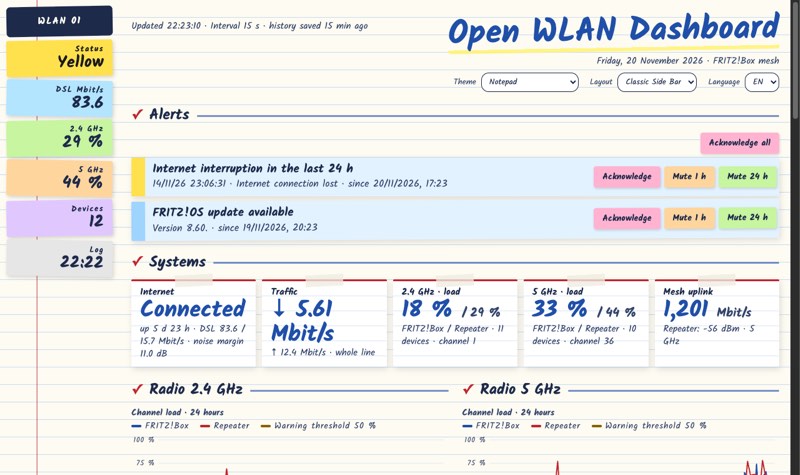 WLAN 01
Status
Yellow
DSL Mbit/s
83.6
2.4 GHz
29 %
5 GHz
44 %
Devices
12
Log
22:22
Updated 22:23:10 · Interval 15 s · history saved 15 min ago
Open WLAN Dashboard
Friday, 20 November 2026 · FRITZ!Box mesh
Theme Notepad Layout Classic Side Bar Language EN
✓ Alerts
Acknowledge all
Internet interruption in the last 24 h
14/11/26 23:06:31 · Internet connection lost · since 20/11/2026, 17:23
Acknowledge Mute 1 h Mute 24 h
FRITZ!OS update available
Version 8.60. · since 19/11/2026, 20:23
Acknowledge Mute 1 h Mute 24 h
✓ Systems
Internet
Connected
up 5 d 23 h · DSL 83.6 /
15.7 Mbit/s · noise margin
11.0 dB
Traffic
↓ 5.61
Mbit/s
↑ 12.4 Mbit/s · whole line
2.4 GHz · load
18 % / 29 %
FRITZ!Box / Repeater · 11
devices · channel 1
5 GHz · load
33 % / 44 %
FRITZ!Box / Repeater · 10
devices · channel 36
Mesh uplink
1,201 Mbit/s
Repeater: -56 dBm · 5
GHz
✓ Radio 2.4 GHz
Channel load · 24 hours
FRITZ!Box Repeater Warning threshold 50 %
100 %
75 %
✓ Radio 5 GHz
Channel load · 24 hours
FRITZ!Box Repeater Warning threshold 50 %
100 %
75 %